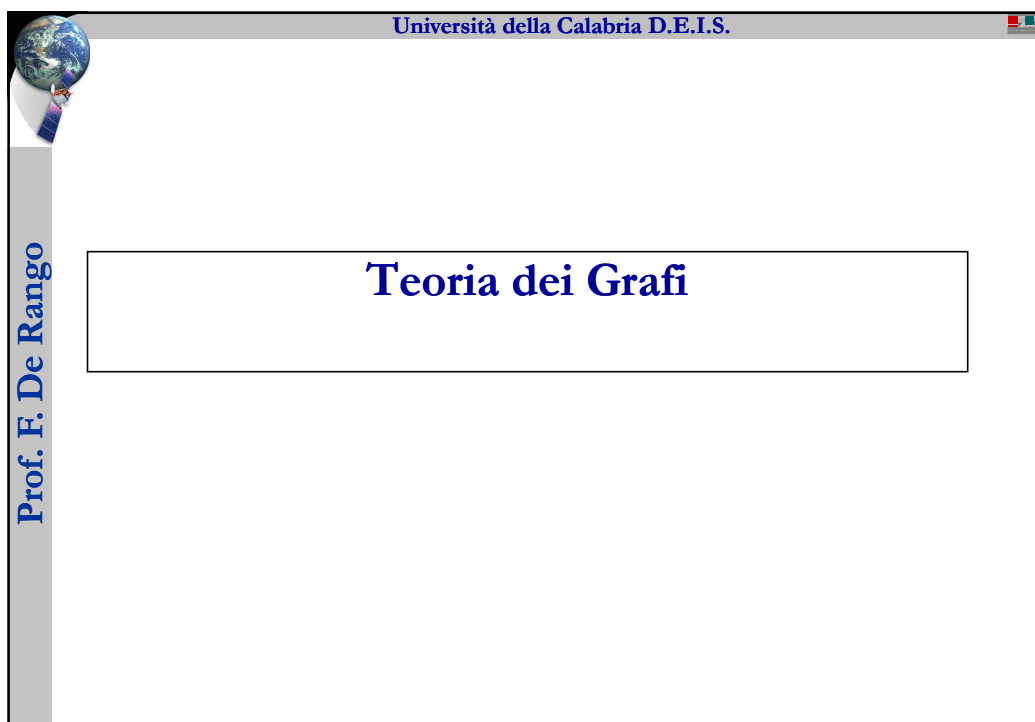 Università della Calabria D.E.I.S.
Prof. F. De Rango
Teoria dei Grafi